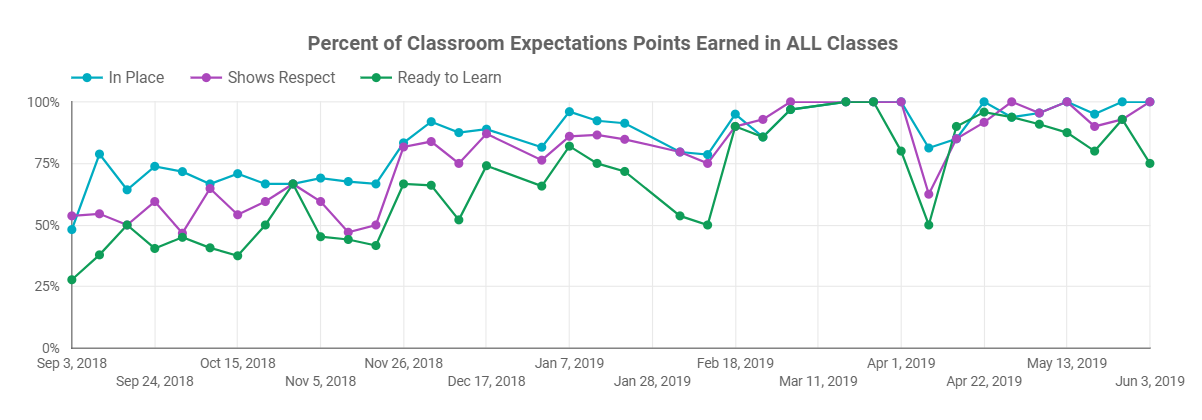 Percent of Classroom Expectations Points Earned in ALL Classes
In Place Shows Respect Ready to Learn
100%
75%
50%
25%
0%
Sep 3, 2018 Oct 15, 2018 Nov 26, 2018 Jan 7, 2019 Feb 18, 2019 Apr 1, 2019 May 13, 2019
Sep 24, 2018 Nov 5, 2018 Dec 17, 2018 Jan 28, 2019 Mar 11, 2019 Apr 22, 2019 Jun 3, 2019